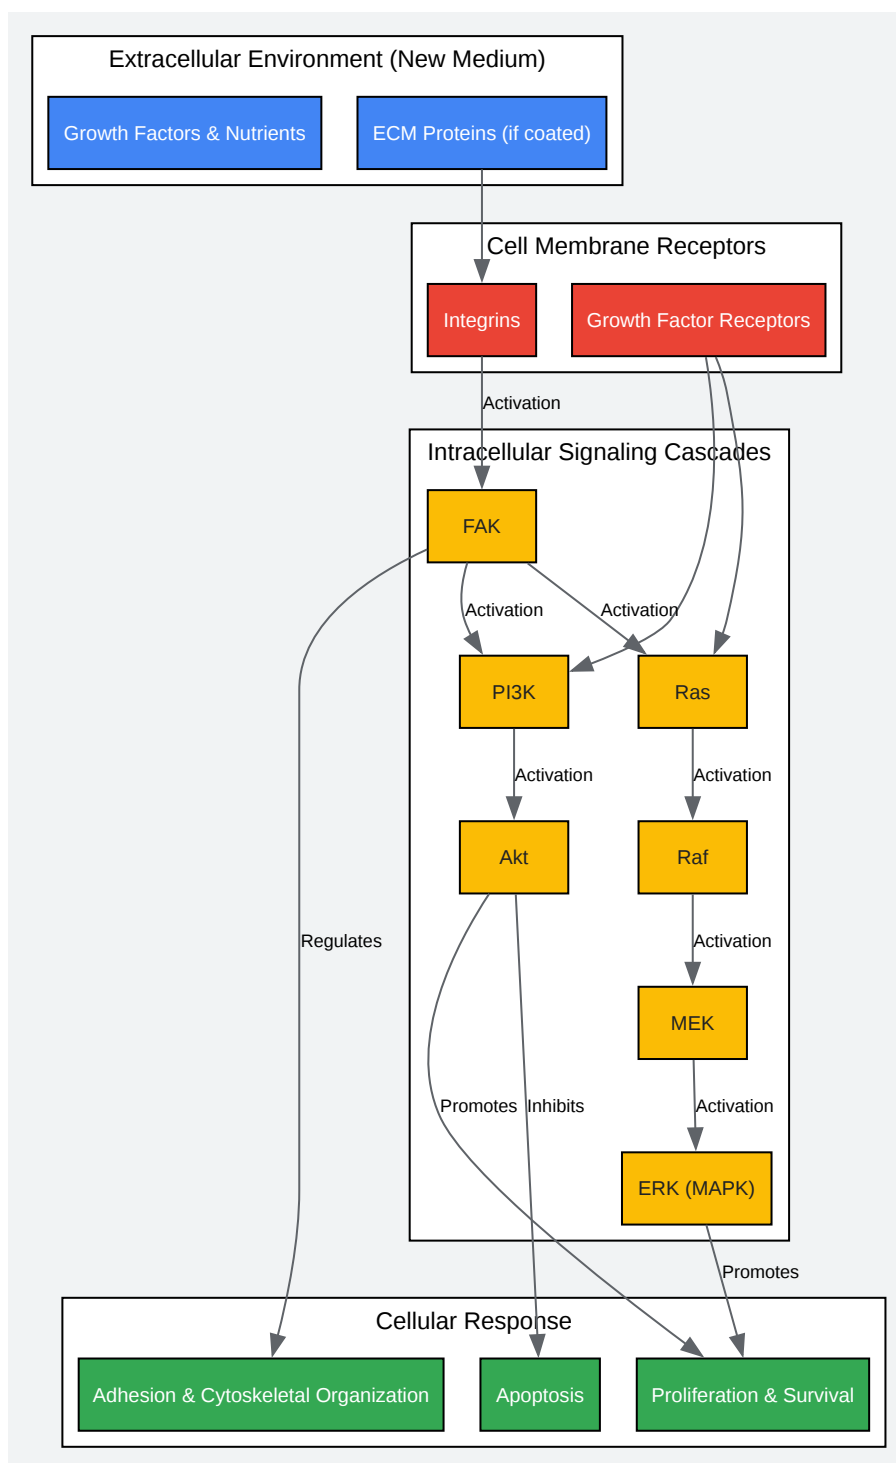 Extracellular Environment (New Medium)
Growth Factors & Nutrients
ECM Proteins (if coated)
Cell Membrane Receptors
Integrins
Growth Factor Receptors
Activation
Intracellular Signaling Cascades
FAK
Activation
Activation
PI3K
Ras
Activation
Activation
Akt
Raf
Regulates
Activation
MEK
Promotes
Inhibits
Activation
ERK (MAPK)
Promotes
Cellular Response
Adhesion & Cytoskeletal Organization
Apoptosis
Proliferation & Survival